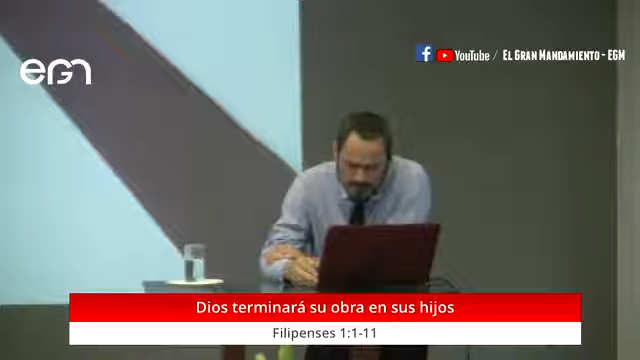 EGM
YouTube / El Gran Mandamiento - EGM
Dios terminará su obra en sus hijos
Filipenses 1:1-11